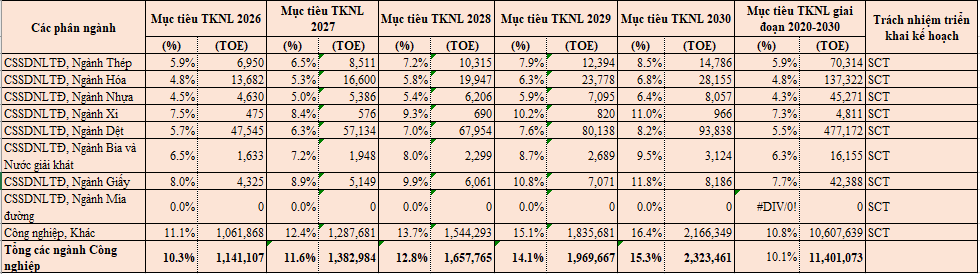 Các phân ngành Mục tiêu TKNL 2026 Mục tiêu TKNL 2027 Mục tiêu TKNL 2028 Mục tiêu TKNL 2029 Mục tiêu TKNL 2030 Mục tiêu TKNL giai đoạn 2020-2030 Trách nhiệm triển khai kế hoạch
(%) (TOE) (%) (TOE) (%) (TOE) (%) (TOE) (%) (TOE) (%) (TOE)
CSSDNLTĐ, Ngành Thép 5.9% 6,950 6.5% 8,511 7.2% 10,315 7.9% 12,394 8.5% 14,786 5.9% 70,314 SCT
CSSDNLTĐ, Ngành Hóa 4.8% 13,682 5.3% 16,600 5.8% 19,947 6.3% 23,778 6.8% 28,155 4.8% 137,322 SCT
CSSDNLTĐ, Ngành Nhựa 4.5% 4,630 5.0% 5,386 5.4% 6,206 5.9% 7,095 6.4% 8,057 4.3% 45,271 SCT
CSSDNLTĐ, Ngành Xi 7.5% 475 8.4% 576 9.3% 690 10.2% 820 11.0% 966 7.3% 4,811 SCT
CSSDNLTĐ, Ngành Dệt 5.7% 47,545 6.3% 57,134 7.0% 67,954 7.6% 80,138 8.2% 93,838 5.5% 477,172 SCT
CSSDNLTĐ, Ngành Bia và Nước giải khát 6.5% 1,633 7.2% 1,948 8.0% 2,299 8.7% 2,689 9.5% 3,124 6.3% 16,155 SCT
CSSDNLTĐ, Ngành Giấy 8.0% 4,325 8.9% 5,149 9.9% 6,061 10.8% 7,071 11.8% 8,186 7.7% 42,388 SCT
CSSDNLTĐ, Ngành Mía đường 0.0% 0 0.0% 0 0.0% 0 0.0% 0 0.0% 0 #DIV/0! 0 SCT
Công nghiệp, Khác 11.1% 1,061,868 12.4% 1,287,681 13.7% 1,544,293 15.1% 1,835,681 16.4% 2,166,349 10.8% 10,607,639 SCT
Tổng các ngành Công nghiệp 10.3% 1,141,107 11.6% 1,382,984 12.8% 1,657,765 14.1% 1,969,667 15.3% 2,323,461 10.1% 11,401,073